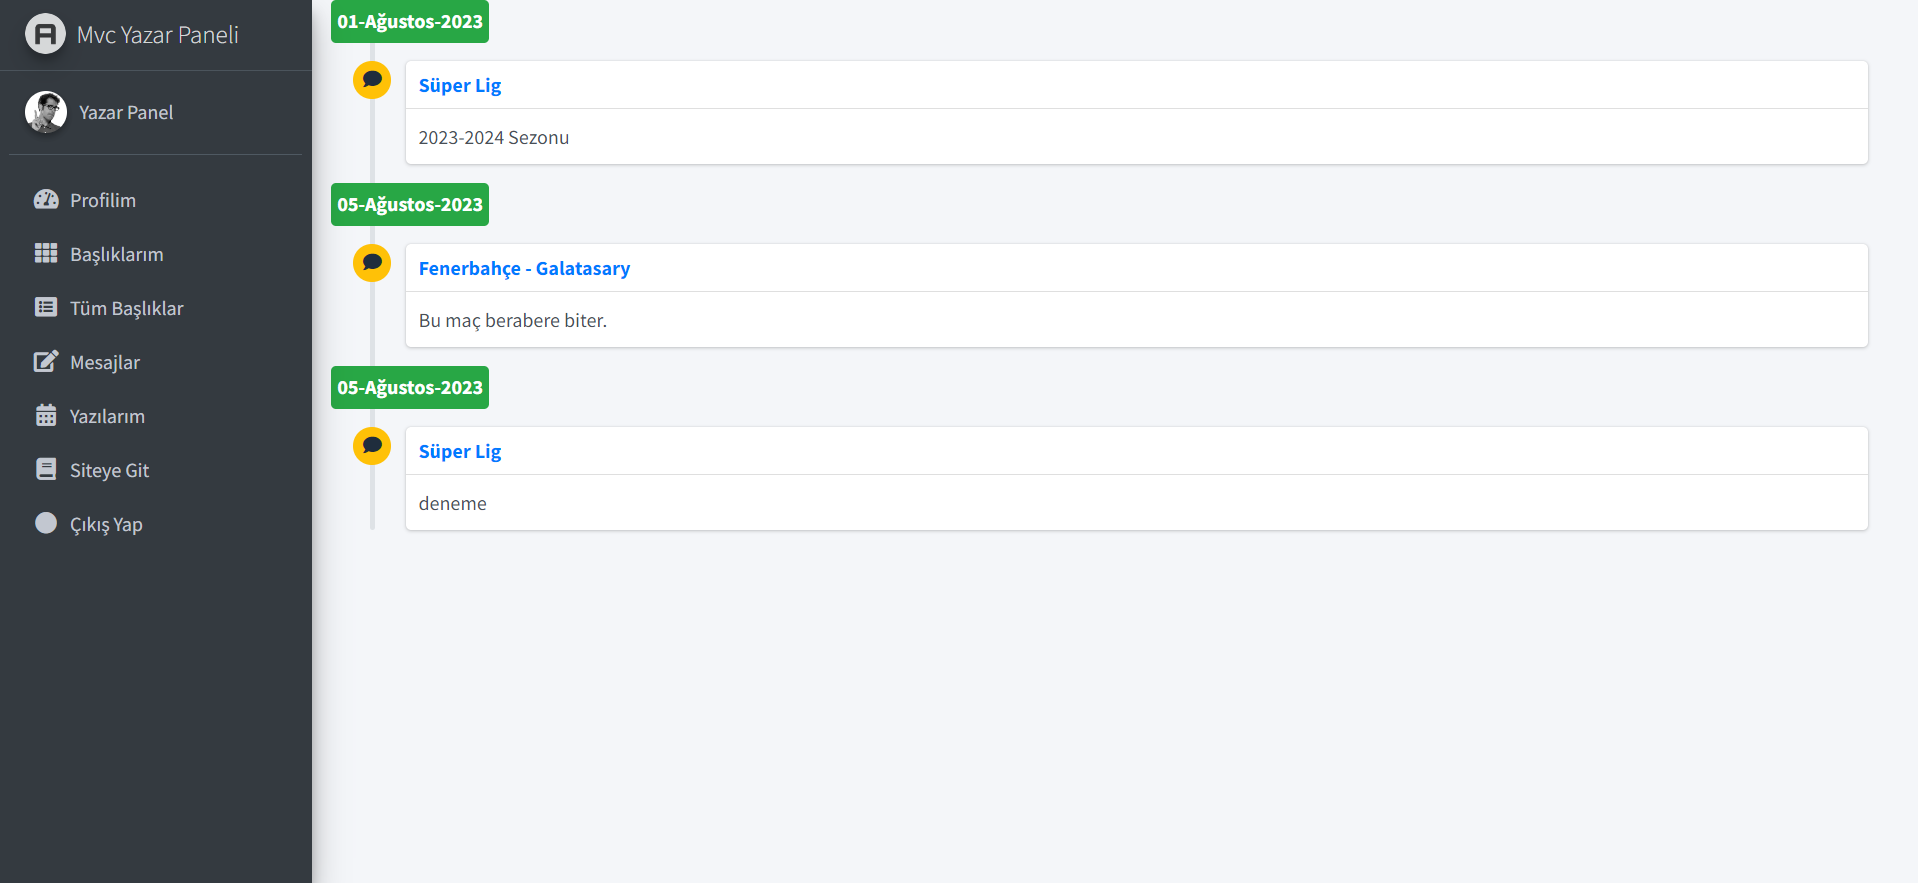 Mvc Yazar Paneli
Yazar Panel
Profilim
Başlıklarım
Tüm Başlıklar
Mesajlar
Yazılarım
Siteye Git
Çıkış Yap
01-Ağustos-2023
Süper Lig
2023-2024 Sezonu
05-Ağustos-2023
Fenerbahçe - Galatasary
Bu maç berabere biter.
05-Ağustos-2023
Süper Lig
deneme